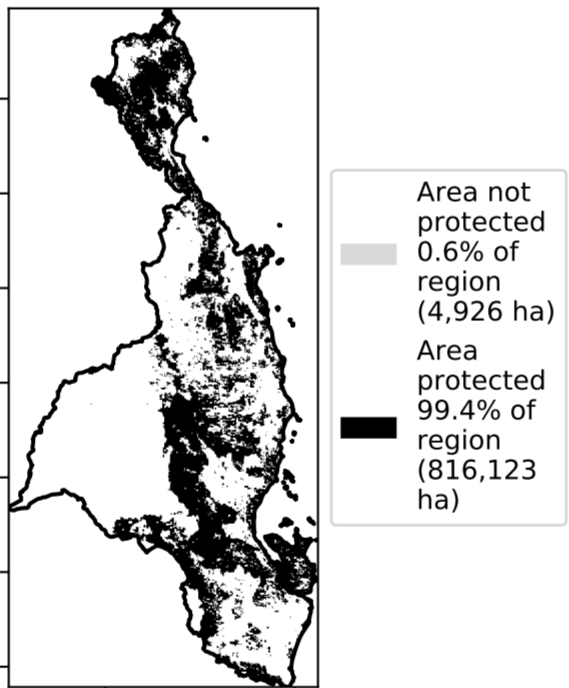 Area not
protected
0.6% of
region
(4,926 ha)
Area
protected
99.4% of
region
(816,123
ha)